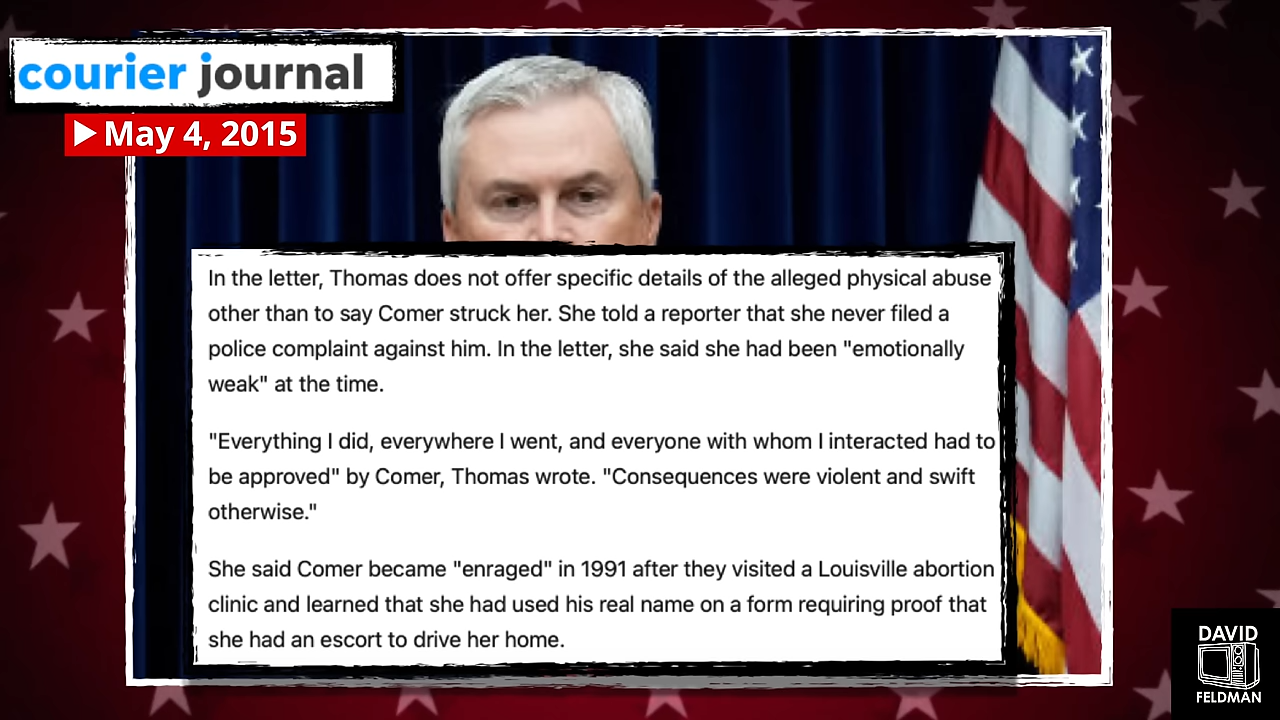 courier journal
May 4, 2015
In the letter, Thomas does not offer specific details of the alleged physical abuse
other than to say Comer struck her. She told a reporter that she never filed a
police complaint against him. In the letter, she said she had been "emotionally
weak" at the time.
"Everything I did, everywhere I went, and everyone with whom I interacted had to
be approved" by Comer, Thomas wrote. "Consequences were violent and swift
otherwise."
She said Comer became "enraged" in 1991 after they visited a Louisville abortion
clinic and learned that she had used his real name on a form requiring proof that
she had an escort to drive her home.
DAVID
FELDMAN